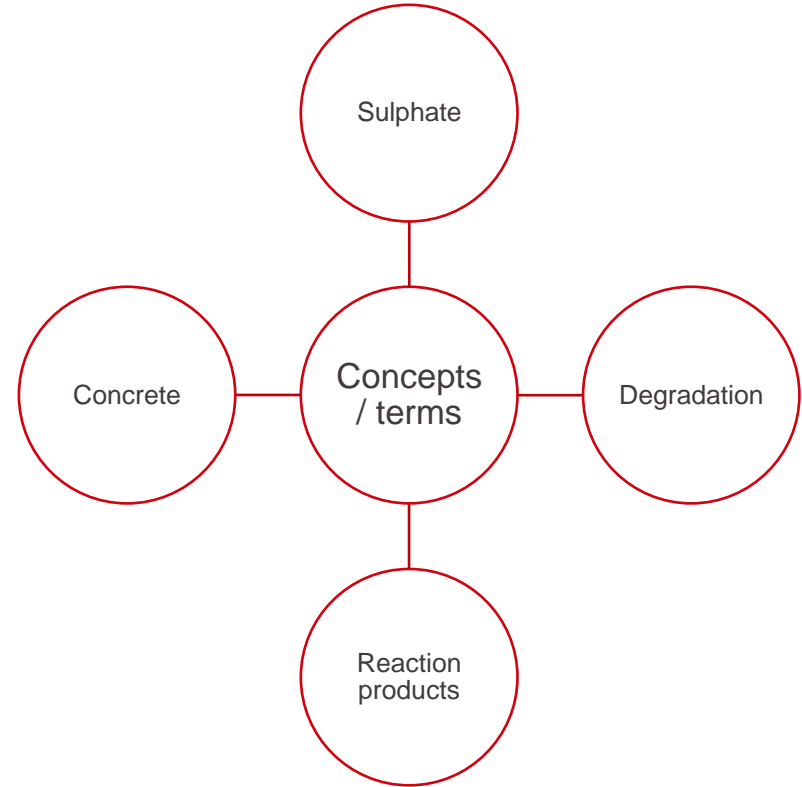 Sulphate
Concrete
Concepts
/ terms
Degradation
Reaction
products